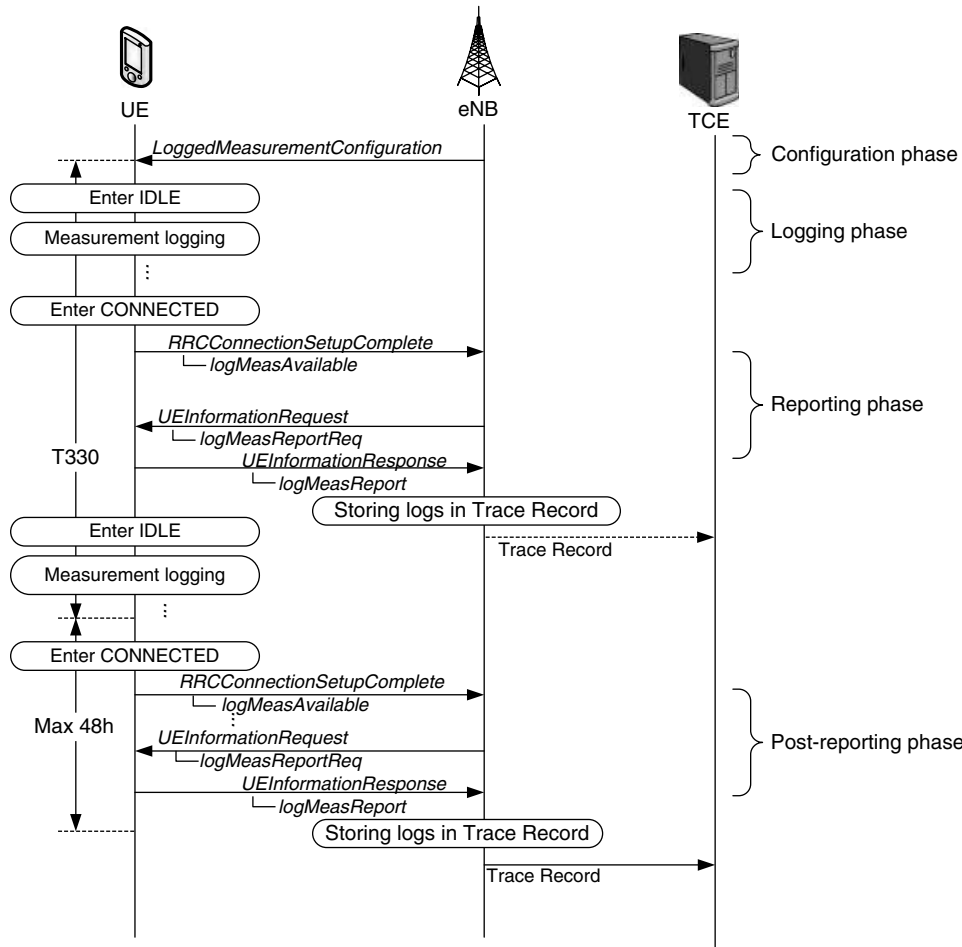 UE
eNB
TCE
LoggedMeasurementConfiguration
Configuration phase
Enter IDLE
Measurement logging
Logging phase
Enter CONNECTED
RRCConnectionSetupComplete
logMeasAvailable
UEInformationRequest
logMeasReportReq
Reporting phase
T330
UEInformationResponse
logMeasReport
Storing logs in Trace Record
Enter IDLE
Trace Record
Measurement logging
Enter CONNECTED
RRCConnectionSetupComplete
logMeasAvailable
Max 48h
UEInformationRequest
logMeasReportReq
Post-reporting phase
UEInformationResponse
logMeasReport
Storing logs in Trace Record
Trace Record